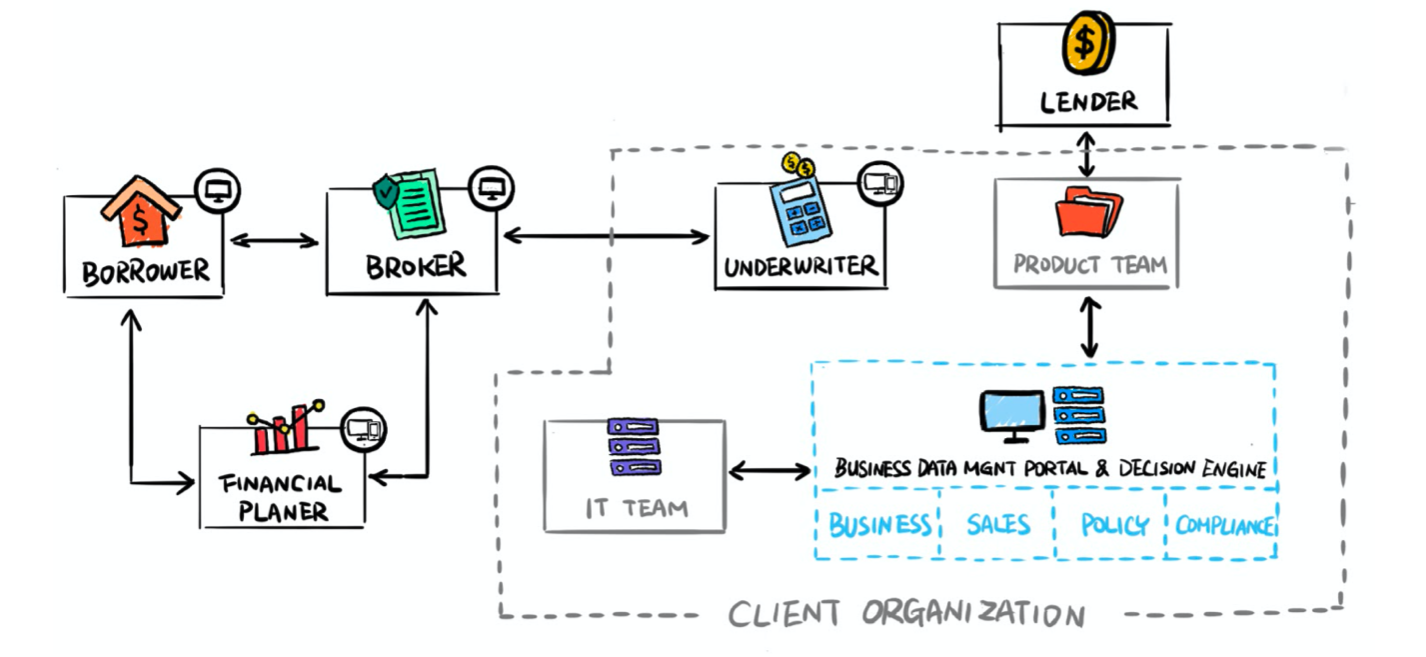 LENDER
BORROWER
BROKER
UNDERWRITER
PRODUCT TEAM
FINANCIAL
PLANER
IT TEAM
BUSINESS DATA MGNT PORTAL & DECISION ENGINE
BUSINESS
SALES
POLICY
COMPLIANCE
CLIENT ORGANIZATION